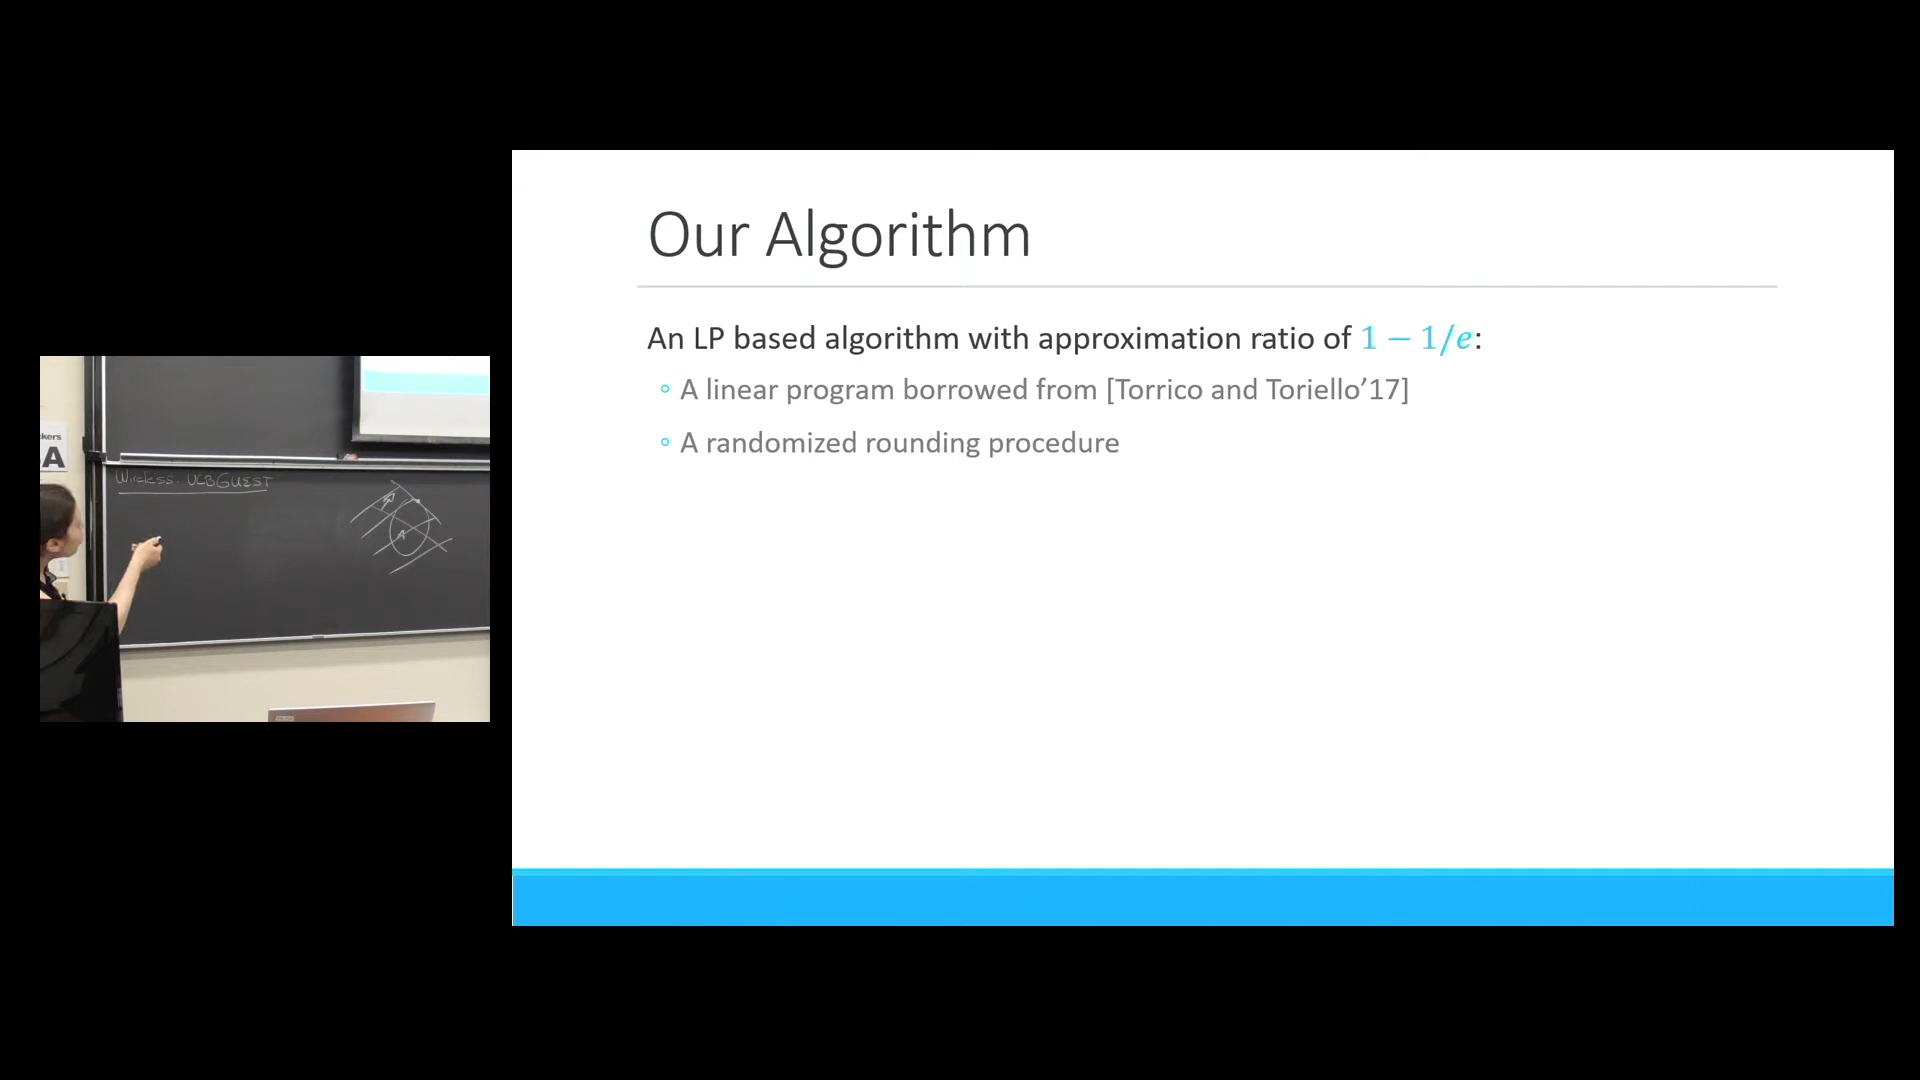 ckers
A
Wireless: UCBGUEST
A
Our Algorithm
An LP based algorithm with approximation ratio of 1 − 1/e:
A linear program borrowed from [Torrico and Toriello’17]
A randomized rounding procedure